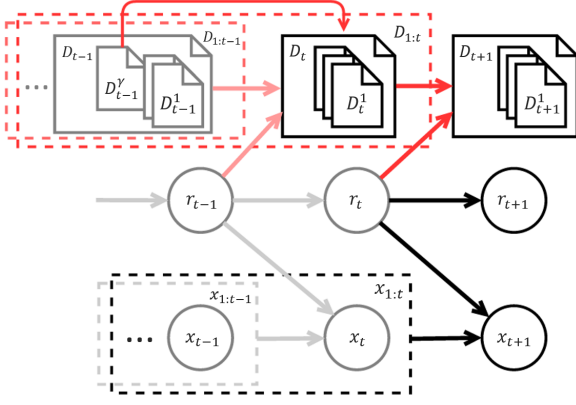 D_{t-1} D_{1:t-1} D_t D_{1:t} D_{t+1}
... D_{t-1}^γ D_{t-1}^1 D_t^1 D_{t+1}^1
r_{t-1} r_t r_{t+1}
x_{1:t-1} x_{1:t}
... x_{t-1} x_t x_{t+1}